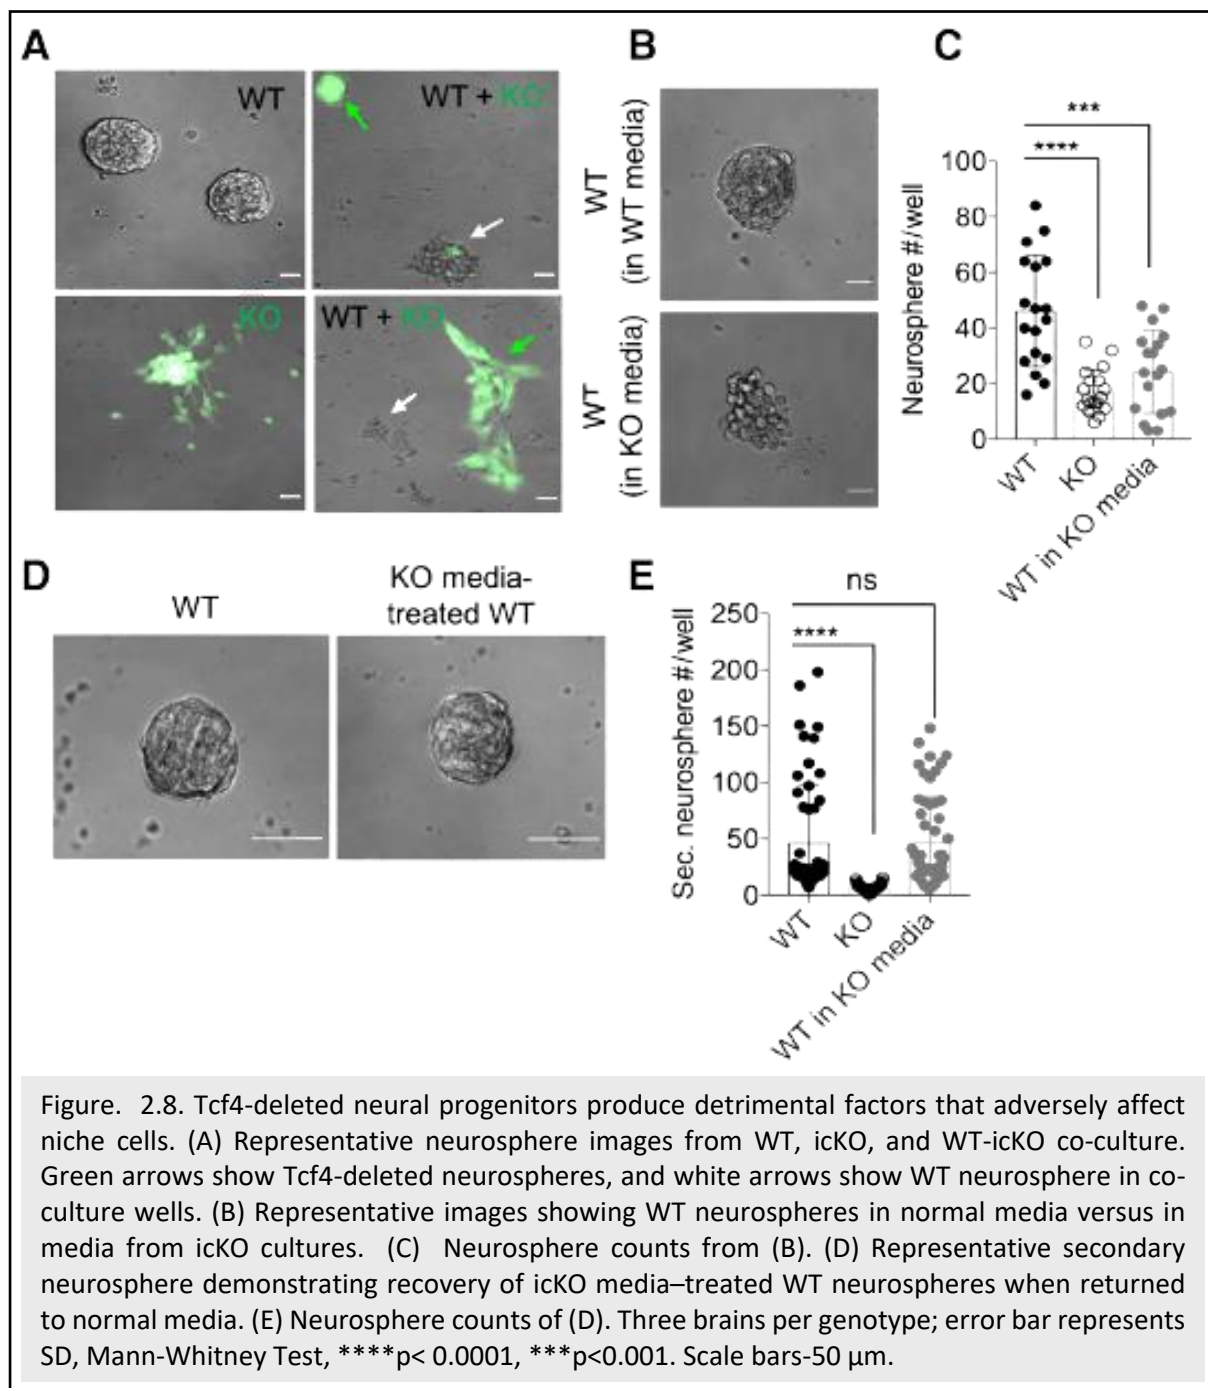 A
WT
WT + KO
KO
WT + KO
B
WT
(in WT media)
WT
(in KO media)
C
***
****
Neurosphere #/well
100
80
60
40
20
0
WT
KO
WT in KO media
D
WT
KO media-
treated WT
E
ns
****
Sec. neurosphere #/well
250
200
150
100
50
0
WT
KO
WT in KO media
Figure. 2.8. Tcf4-deleted neural progenitors produce detrimental factors that adversely affect
niche cells. (A) Representative neurosphere images from WT, icKO, and WT-icKO co-culture.
Green arrows show Tcf4-deleted neurospheres, and white arrows show WT neurosphere in co-
culture wells. (B) Representative images showing WT neurospheres in normal media versus in
media from icKO cultures. (C) Neurosphere counts from (B). (D) Representative secondary
neurosphere demonstrating recovery of icKO media–treated WT neurospheres when returned
to normal media. (E) Neurosphere counts of (D). Three brains per genotype; error bar represents
SD, Mann-Whitney Test, ****p< 0.0001, ***p<0.001. Scale bars-50 µm.